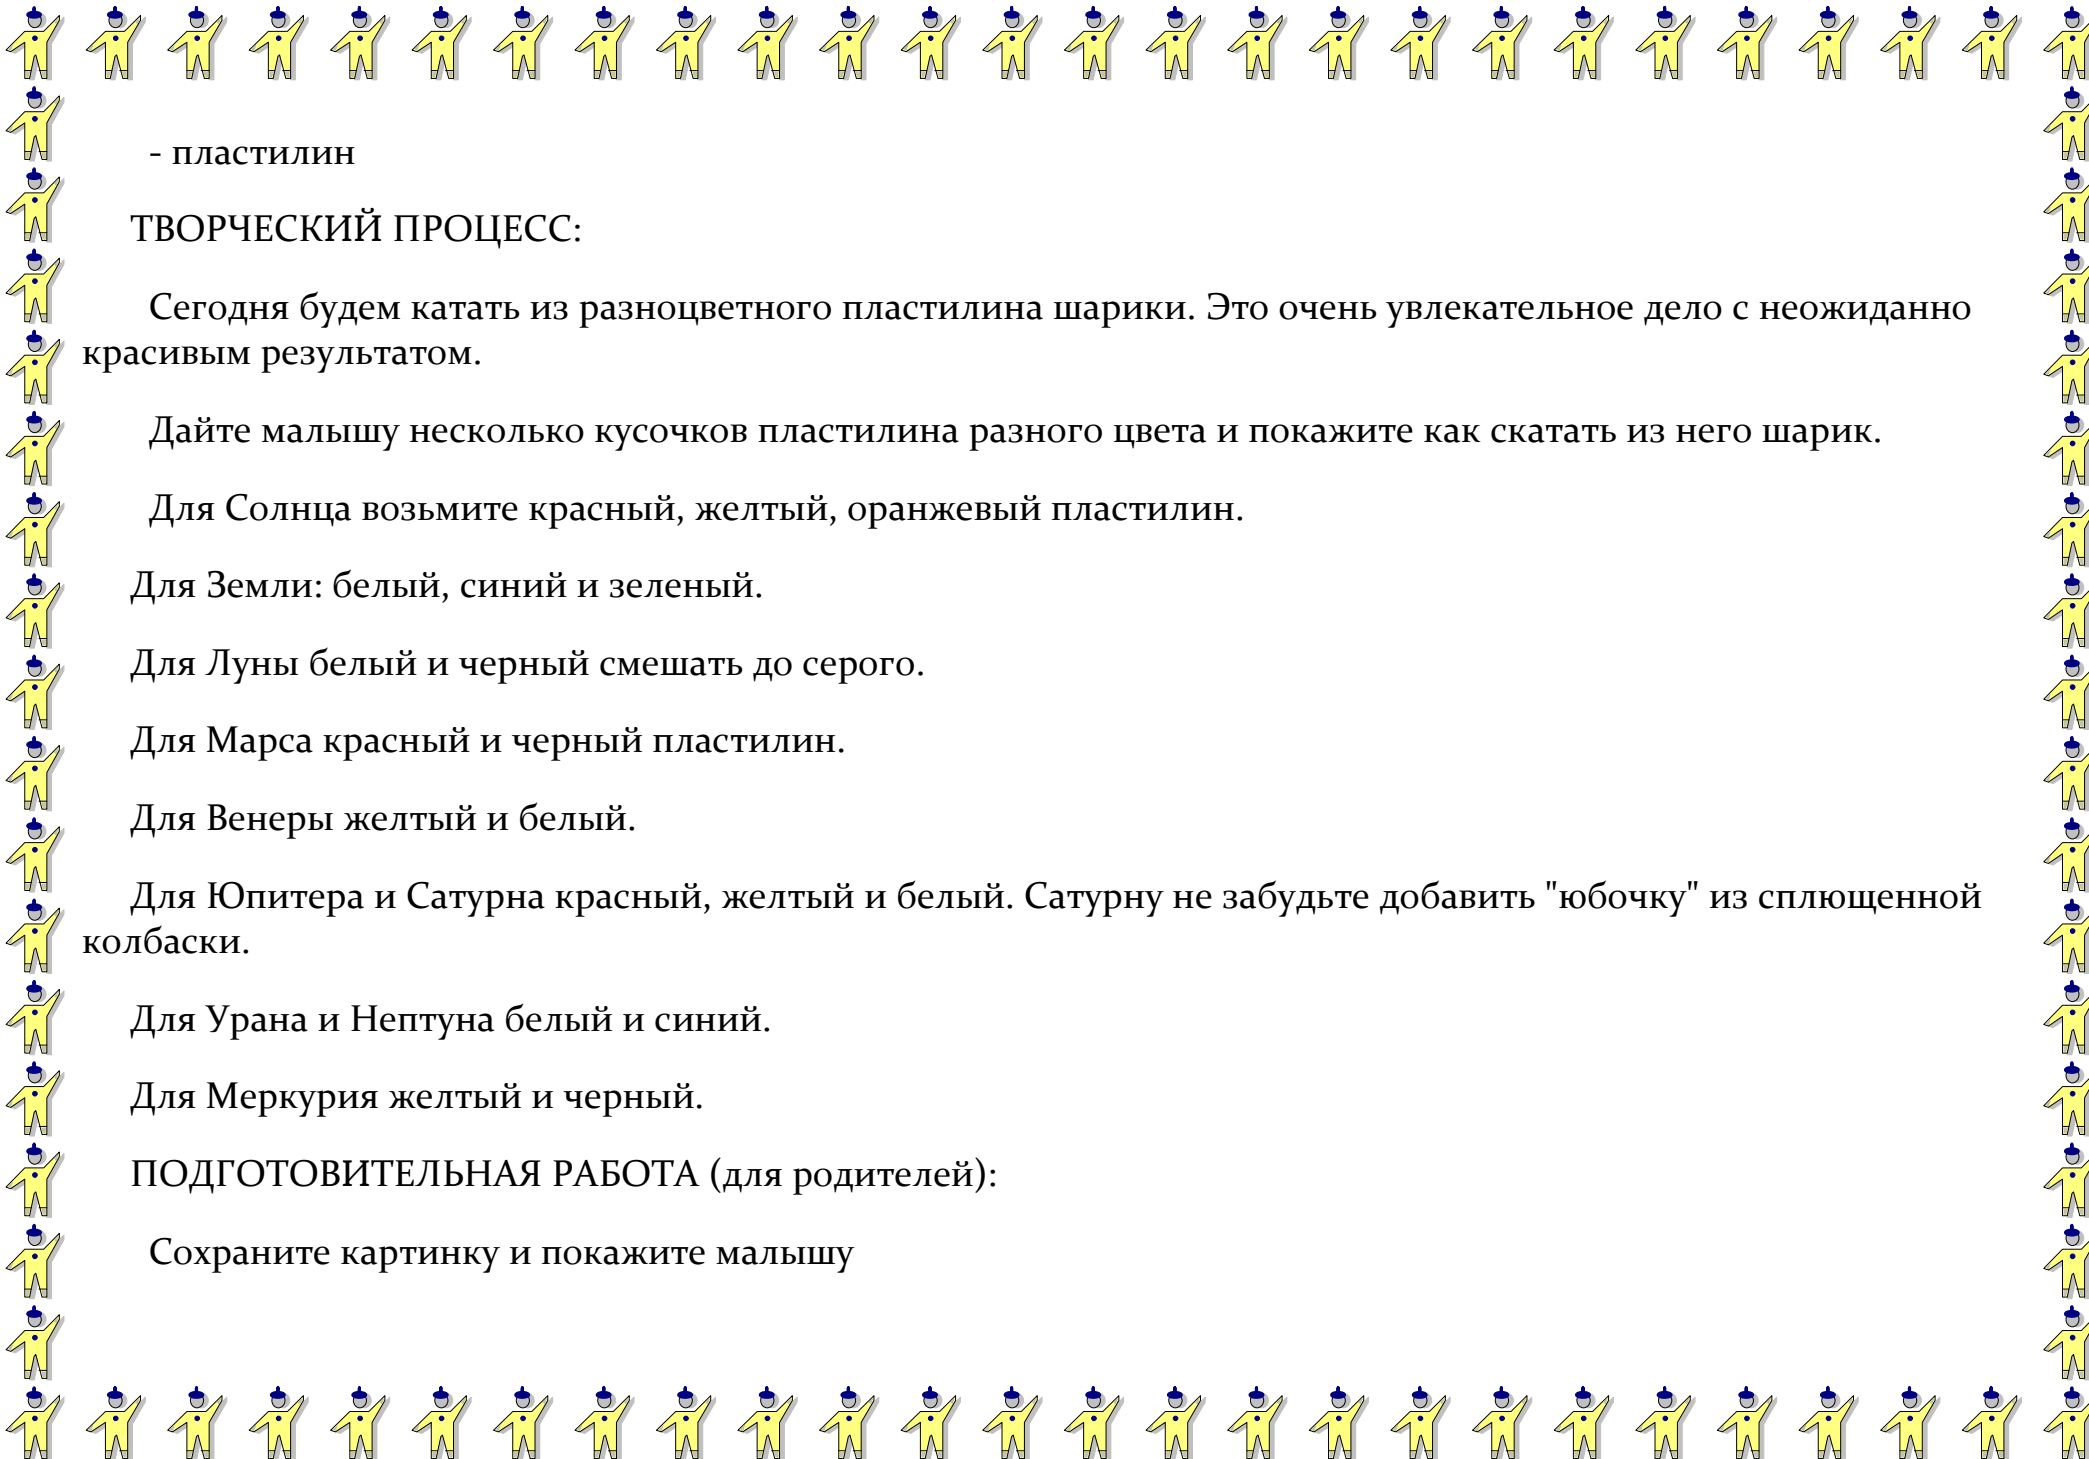 - пластилин
ТВОРЧЕСКИЙ ПРОЦЕСС:
Сегодня будем катать из разноцветного пластилина шарики. Это очень увлекательное дело с неожиданно
красивым результатом.
Дайте малышу несколько кусочков пластилина разного цвета и покажите как скатать из него шарик.
Для Солнца возьмите красный, желтый, оранжевый пластилин.
Для Земли: белый, синий и зеленый.
Для Луны белый и черный смешать до серого.
Для Марса красный и черный пластилин.
Для Венеры желтый и белый.
Для Юпитера и Сатурна красный, желтый и белый. Сатурну не забудьте добавить "юбочку" из сплющенной
колбаски.
Для Урана и Нептуна белый и синий.
Для Меркурия желтый и черный.
ПОДГОТОВИТЕЛЬНАЯ РАБОТА (для родителей):
Сохраните картинку и покажите малышу